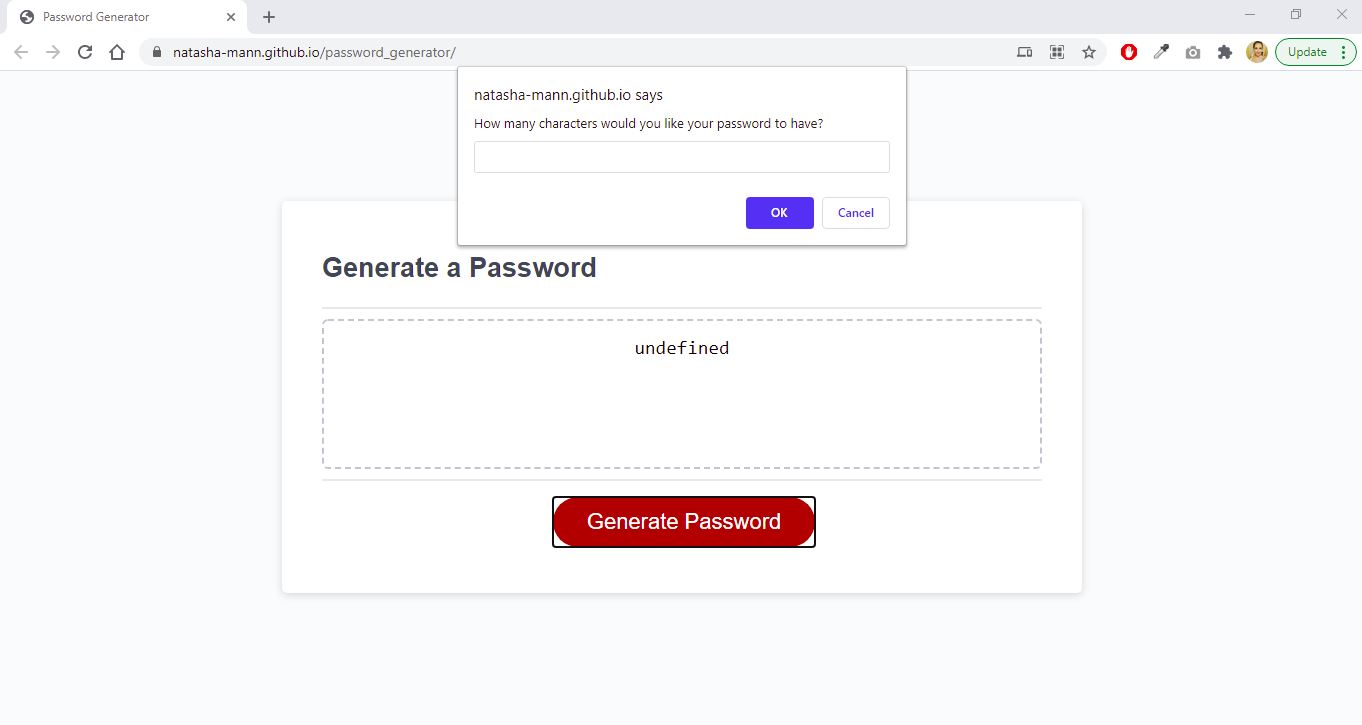 Password Generator
natasha-mann.github.io/password_generator/
Update
natasha-mann.github.io says
How many characters would you like your password to have?
OK
Cancel
Generate a Password
undefined
Generate Password